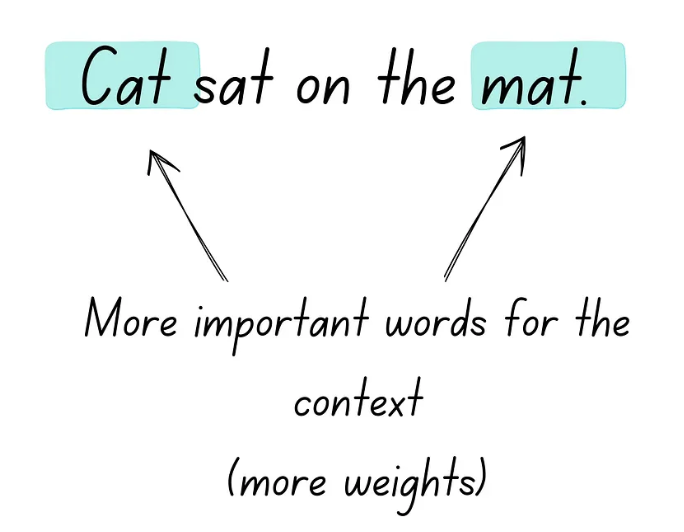 Cat sat on the mat.
More important words for the
context
(more weights)